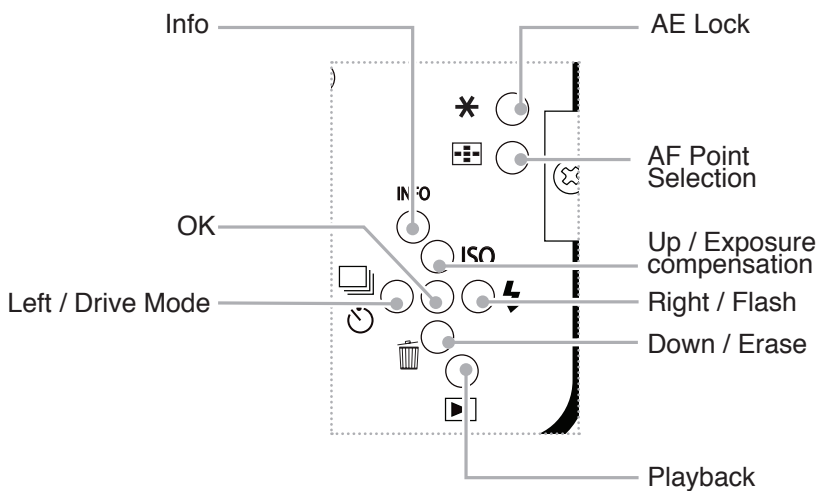 Info
AE Lock
AF Point
Selection
INFO
OK
ISO
Up / Exposure
compensation
Left / Drive Mode
Right / Flash
Down / Erase
Playback